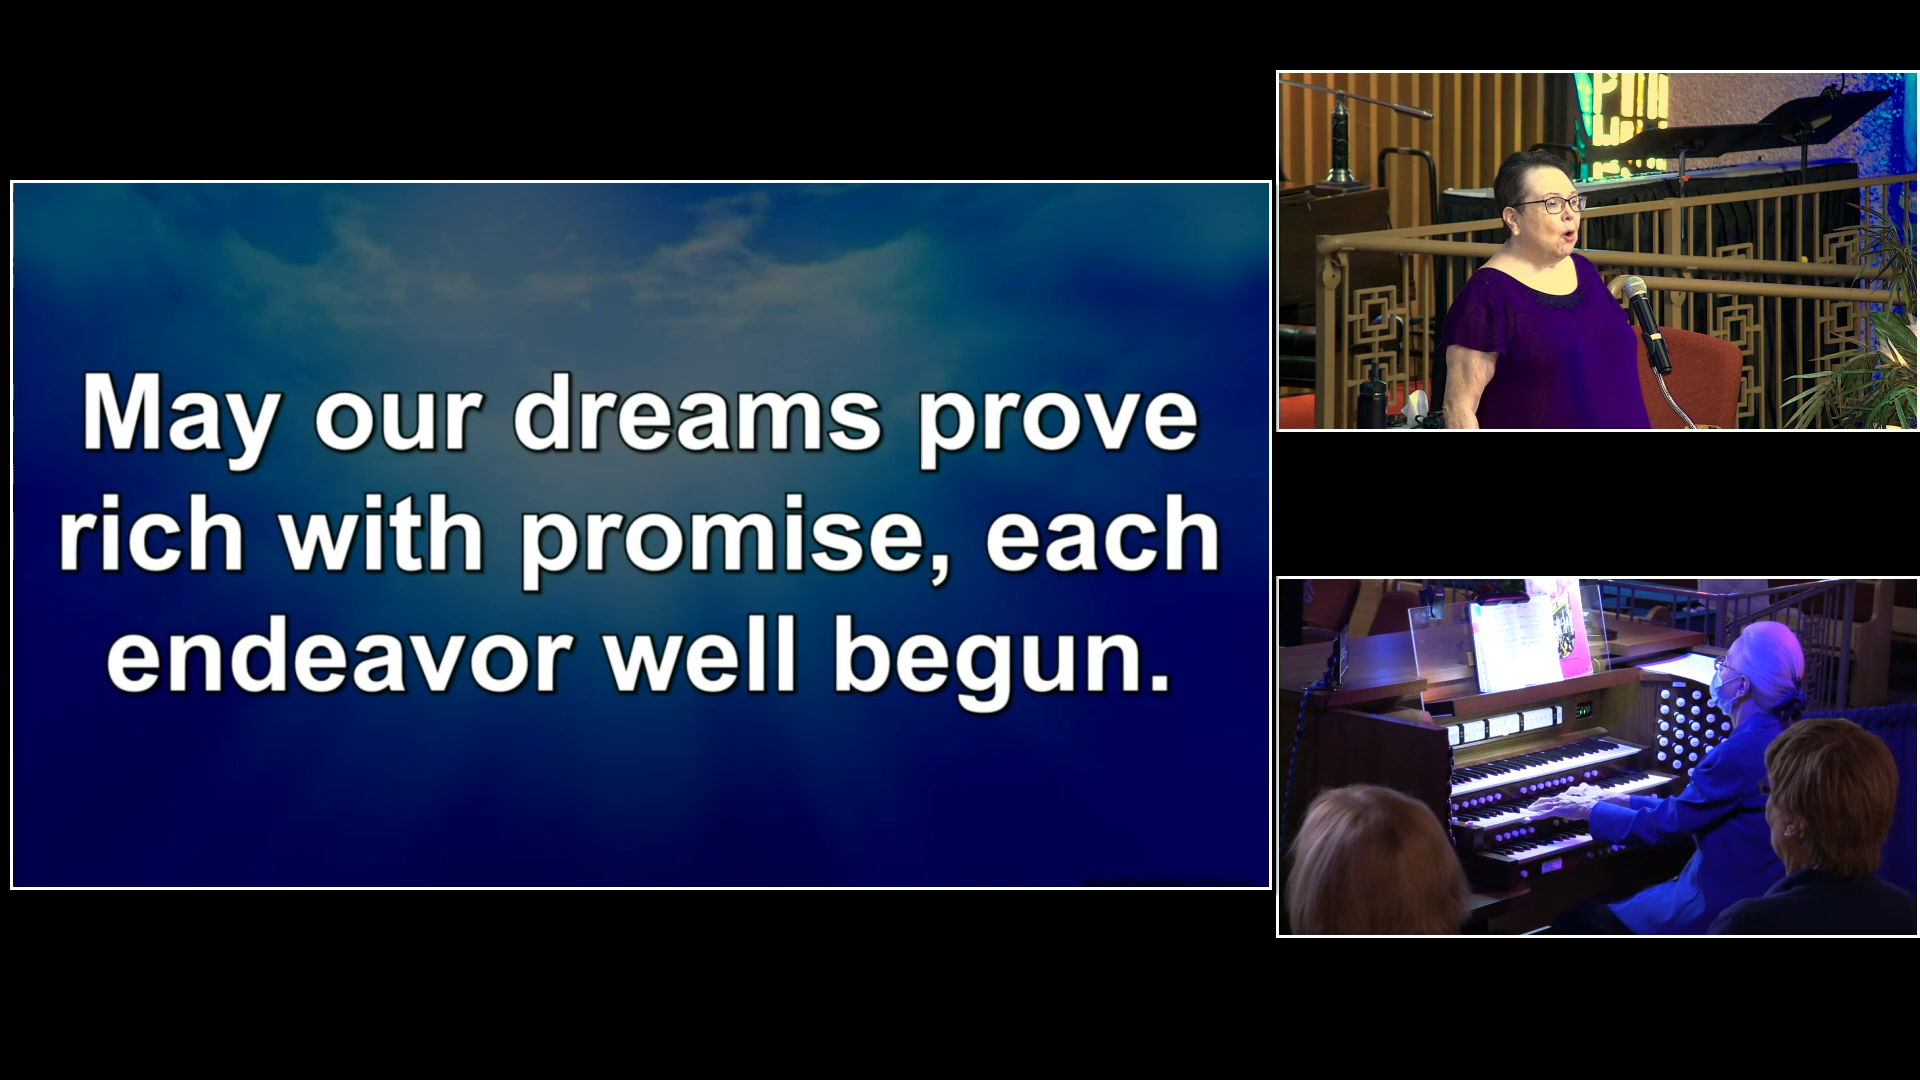 May our dreams prove
rich with promise, each
endeavor well begun.